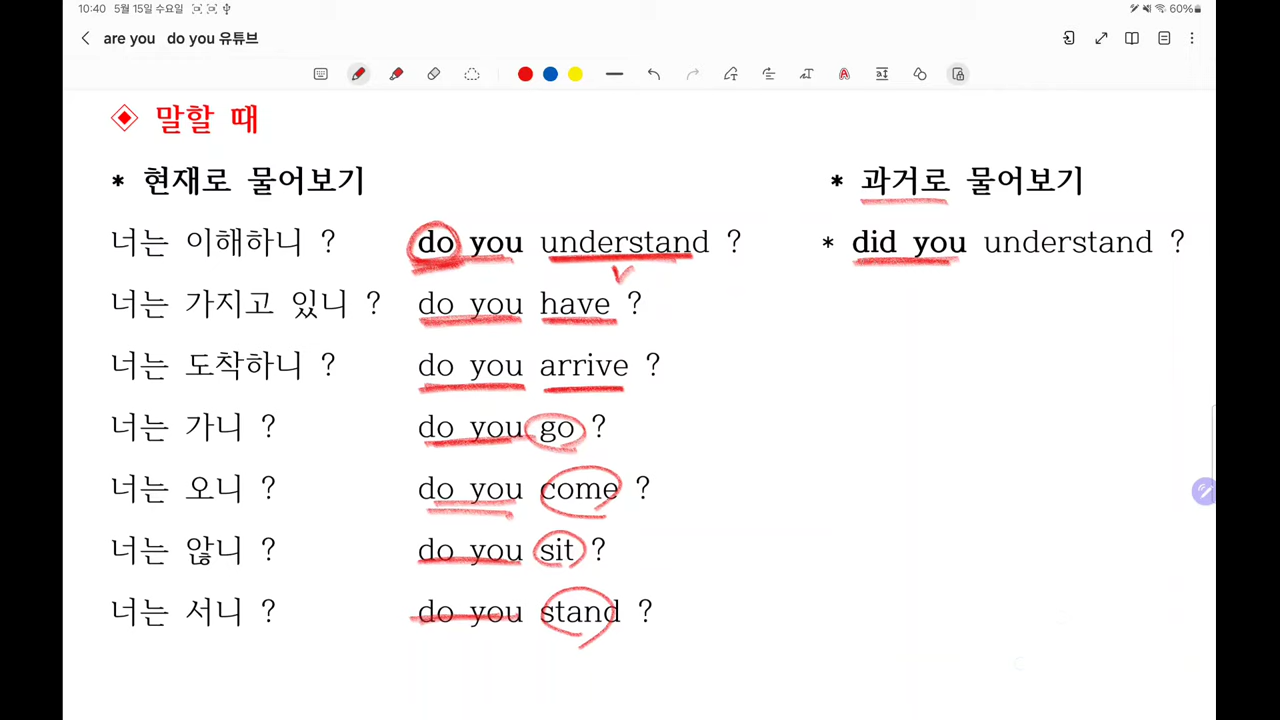 10:40 5월 15일 수요일 60%
are you do you 유튜브
말할 때
* 현재로 물어보기 * 과거로 물어보기
너는 이해하니 ? do you understand ? * did you understand ?
너는 가지고 있니 ? do you have ?
너는 도착하니 ? do you arrive ?
너는 가니 ? do you go ?
너는 오니 ? do you come ?
너는 않니 ? do you sit ?
너는 서니 ? do you stand ?